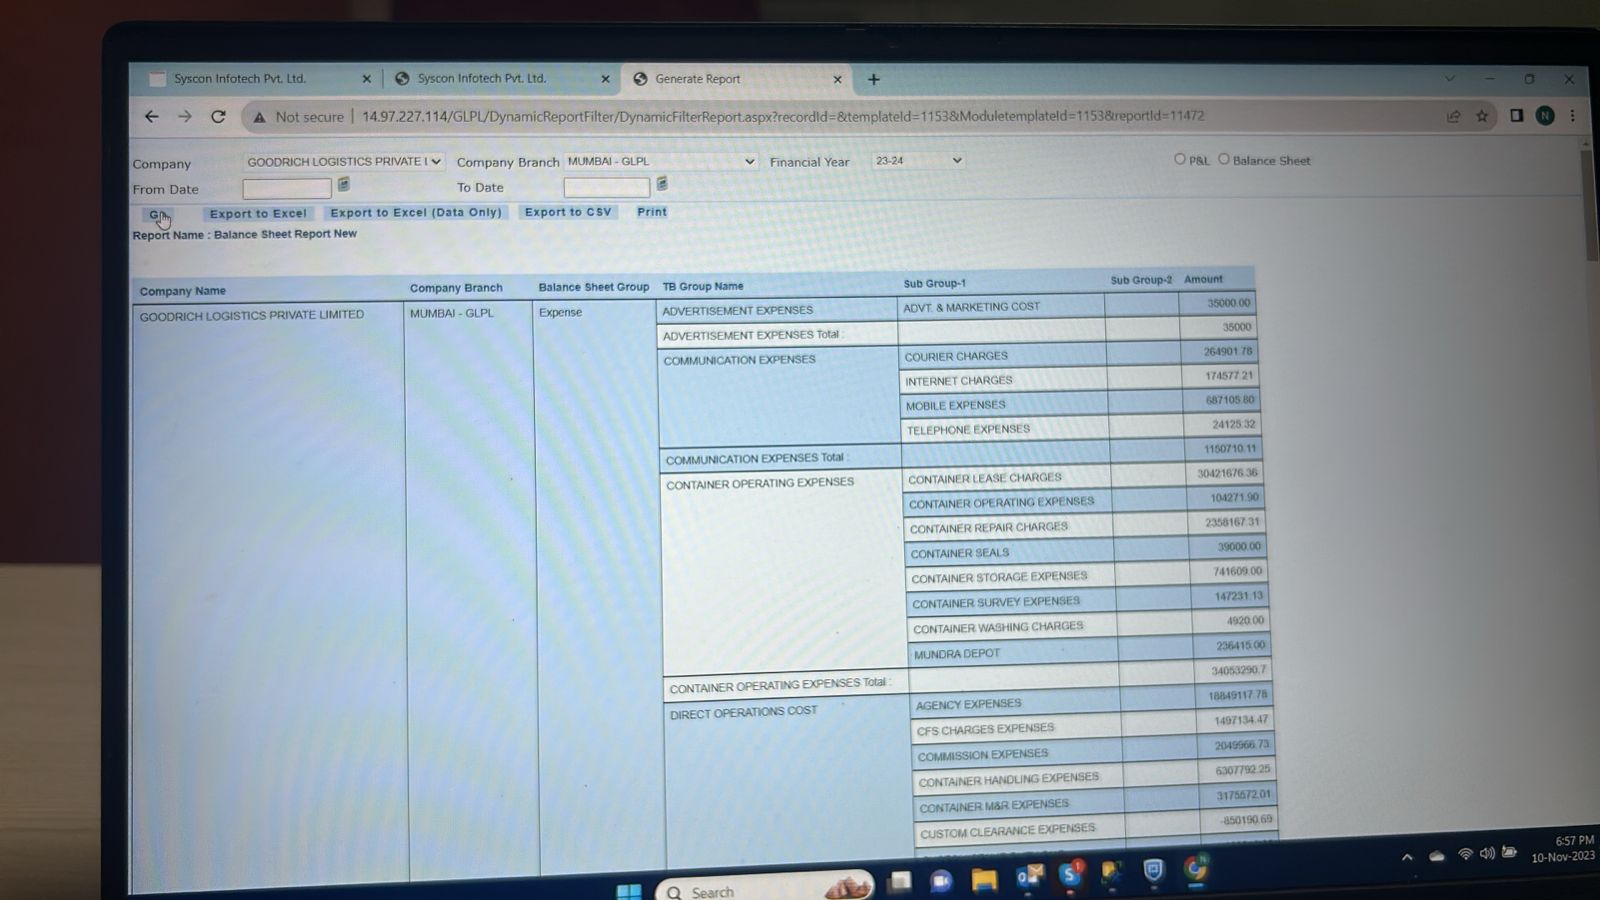 Syscon Infotech Pvt. Ltd.
Syscon Infotech Pvt. Ltd.
Generate Report
Not secure | 14.97.227.114/GLPL/DynamicReportFilter/DynamicFilterReport.aspx?recordId=&templateId=1153&ModuletemplateId=1153&reportId=11472
N
Company GOODRICH LOGISTICS PRIVATE L Company Branch MUMBAI - GLPL Financial Year 23-24 P&L Balance Sheet
From Date To Date
Export to Excel Export to Excel (Data Only) Export to CSV Print
Report Name : Balance Sheet Report New
Company Name Company Branch Balance Sheet Group TB Group Name Sub Group-1 Sub Group-2 Amount
GOODRICH LOGISTICS PRIVATE LIMITED MUMBAI - GLPL Expense ADVERTISEMENT EXPENSES ADVT. & MARKETING COST 35000.00
ADVERTISEMENT EXPENSES Total : 35000
COMMUNICATION EXPENSES COURIER CHARGES 264901.78
INTERNET CHARGES 174577.21
MOBILE EXPENSES 687105.80
TELEPHONE EXPENSES 24125.32
COMMUNICATION EXPENSES Total : 1150710.11
CONTAINER OPERATING EXPENSES CONTAINER LEASE CHARGES 30421676.36
CONTAINER OPERATING EXPENSES 104271.90
CONTAINER REPAIR CHARGES 2358167.31
CONTAINER SEALS 39000.00
CONTAINER STORAGE EXPENSES 741609.00
CONTAINER SURVEY EXPENSES 147231.13
CONTAINER WASHING CHARGES 4920.00
MUNDRA DEPOT 236415.00
CONTAINER OPERATING EXPENSES Total : 34053290.7
DIRECT OPERATIONS COST AGENCY EXPENSES 18849117.78
CFS CHARGES EXPENSES 1497134.47
COMMISSION EXPENSES 2049966.73
CONTAINER HANDLING EXPENSES 6307792.25
CONTAINER M&R EXPENSES 3175572.01
CUSTOM CLEARANCE EXPENSES -850190.69
Search
6:57 PM
10-Nov-2023